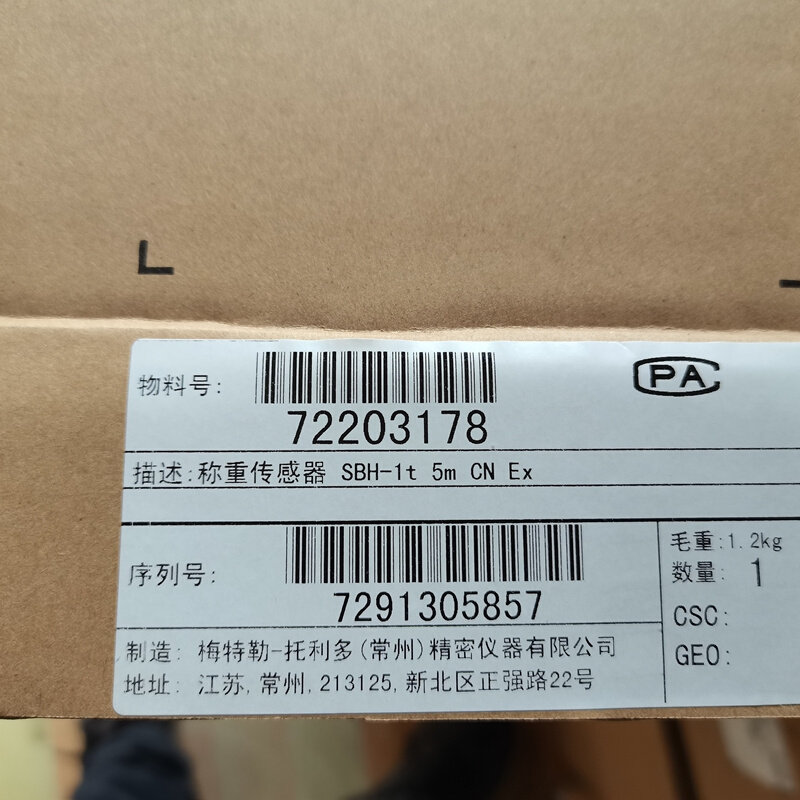 L
物料号:
72203178
CPA
描述:称重传感器 SBH-1t 5m CN Ex
序列号:
7291305857
毛重:1.2kg
数量: 1
CSC:
GEO:
制造: 梅特勒-托利多(常州)精密仪器有限公司
地址: 江苏,常州,213125,新北区正强路22号